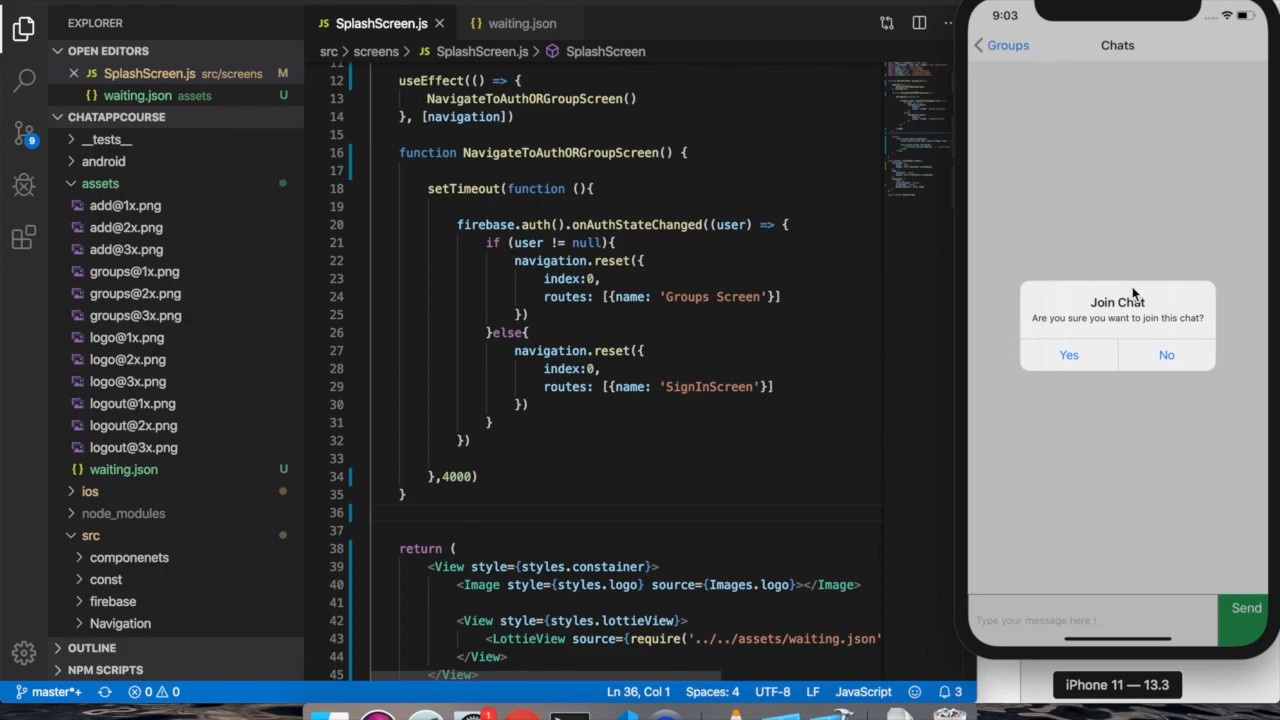 EXPLORER
OPEN EDITORS
SplashScreen.js src/screens M
{} waiting.json assets U
CHATAPPCOURSE
__tests__
android
assets
add@1x.png
add@2x.png
add@3x.png
groups@1x.png
groups@2x.png
groups@3x.png
logo@1x.png
logo@2x.png
logo@3x.png
logout@1x.png
logout@2x.png
logout@3x.png
{} waiting.json U
ios
node_modules
src
componenets
const
firebase
Navigation
OUTLINE
NPM SCRIPTS
9
JS SplashScreen.js
{} waiting.json
src > screens > JS SplashScreen.js > SplashScreen
11
12 useEffect(() => {
13 NavigateToAuthORGroupScreen()
14 }, [navigation])
15
16 function NavigateToAuthORGroupScreen() {
17
18 setTimeout(function (){
19
20 firebase.auth().onAuthStateChanged((user) => {
21 if (user != null){
22 navigation.reset({
23 index:0,
24 routes: [{name: 'Groups Screen'}]
25 })
26 }else{
27 navigation.reset({
28 index:0,
29 routes: [{name: 'SignInScreen'}]
30 })
31 }
32 })
33
34 },4000)
35 }
36
37
38 return (
39 <View style={styles.constainer}>
40 <Image style={styles.logo} source={Images.logo}></Image>
41
42 <View style={styles.lottieView}>
43 <LottieView source={require('../../assets/waiting.json'
44 </View>
45 </View>
master*+ 0 0 Ln 36, Col 1 Spaces: 4 UTF-8 LF JavaScript 3
1
9:03
Groups Chats
Join Chat
Are you sure you want to join this chat?
Yes No
Type your message here !
Send
iPhone 11 — 13.3